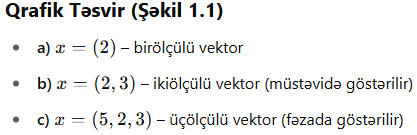 Qrafik Təsvir (Şəkil 1.1)
• a) x = (2) – birölçülü vektor
• b) x = (2, 3) – ikiölçülü vektor (müstəvidə göstərilir)
• c) x = (5, 2, 3) – üçölçülü vektor (fəzada göstərilir)